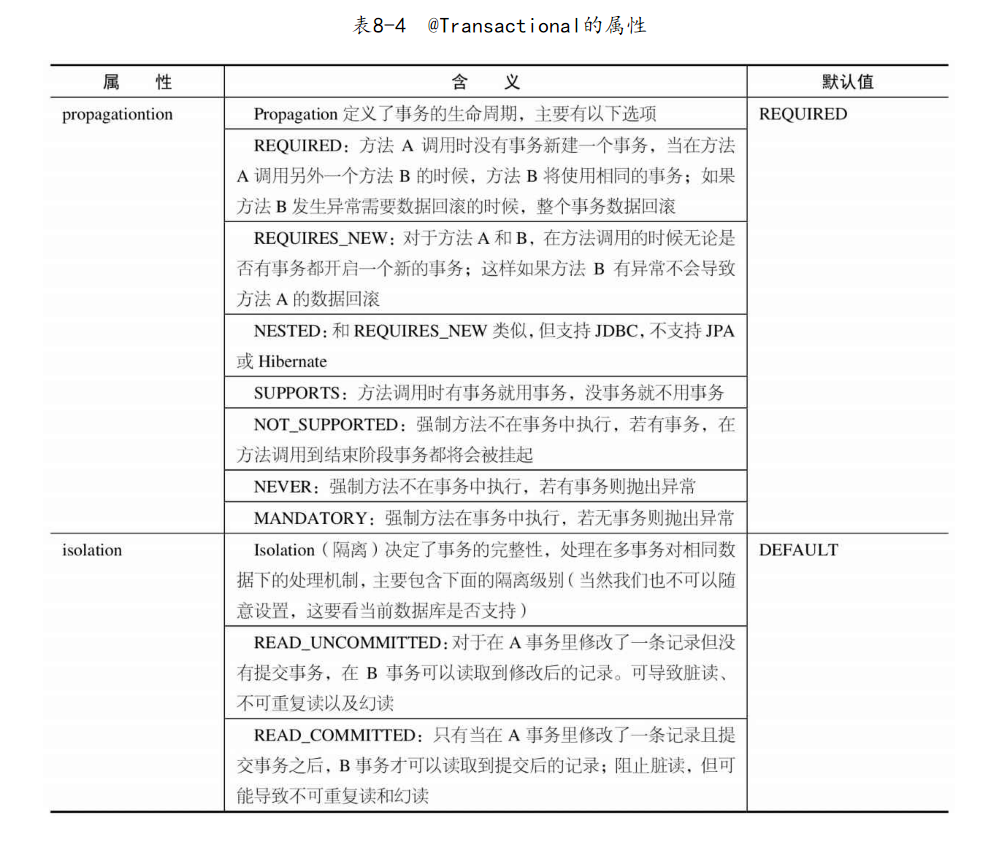 表8-4 @Transactional的属性
属 性 含 义 默认值
propagationtion Propagation 定义了事务的生命周期，主要有以下选项 REQUIRED
REQUIRED：方法 A 调用时没有事务新建一个事务，当在方法
A 调用另外一个方法 B 的时候，方法 B 将使用相同的事务；如果
方法 B 发生异常需要数据回滚的时候，整个事务数据回滚
REQUIRES_NEW：对于方法 A 和 B，在方法调用的时候无论是
否有事务都开启一个新的事务；这样如果方法 B 有异常不会导致
方法 A 的数据回滚
NESTED：和 REQUIRES_NEW 类似，但支持 JDBC，不支持 JPA
或 Hibernate
SUPPORTS：方法调用时有事务就用事务，没事务就不用事务
NOT_SUPPORTED：强制方法不在事务中执行，若有事务，在
方法调用到结束阶段事务都将会被挂起
NEVER：强制方法不在事务中执行，若有事务则抛出异常
MANDATORY：强制方法在事务中执行，若无事务则抛出异常
isolation Isolation（隔离）决定了事务的完整性，处理在多事务对相同数 DEFAULT
据下的处理机制，主要包含下面的隔离级别（当然我们也不可以随
意设置，这要看当前数据库是否支持）
READ_UNCOMMITTED：对于在 A 事务里修改了一条记录但没
有提交事务，在 B 事务可以读取到修改后的记录。可导致脏读、
不可重复读以及幻读
READ_COMMITTED：只有当在 A 事务里修改了一条记录且提
交事务之后，B 事务才可以读取到提交后的记录；阻止脏读，但可
能导致不可重复读和幻读